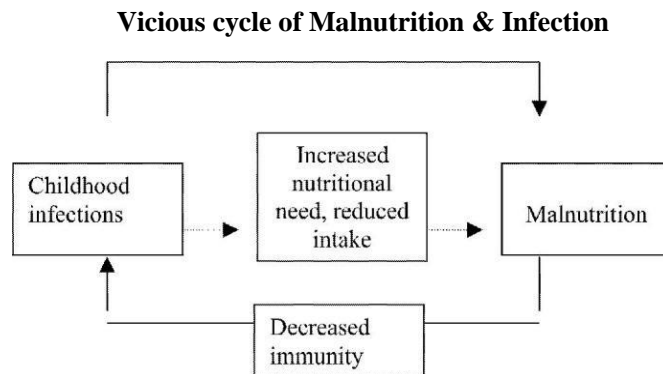 Vicious cycle of Malnutrition & Infection
Childhood
infections
Increased
nutritional
need, reduced
intake
Malnutrition
Decreased
immunity